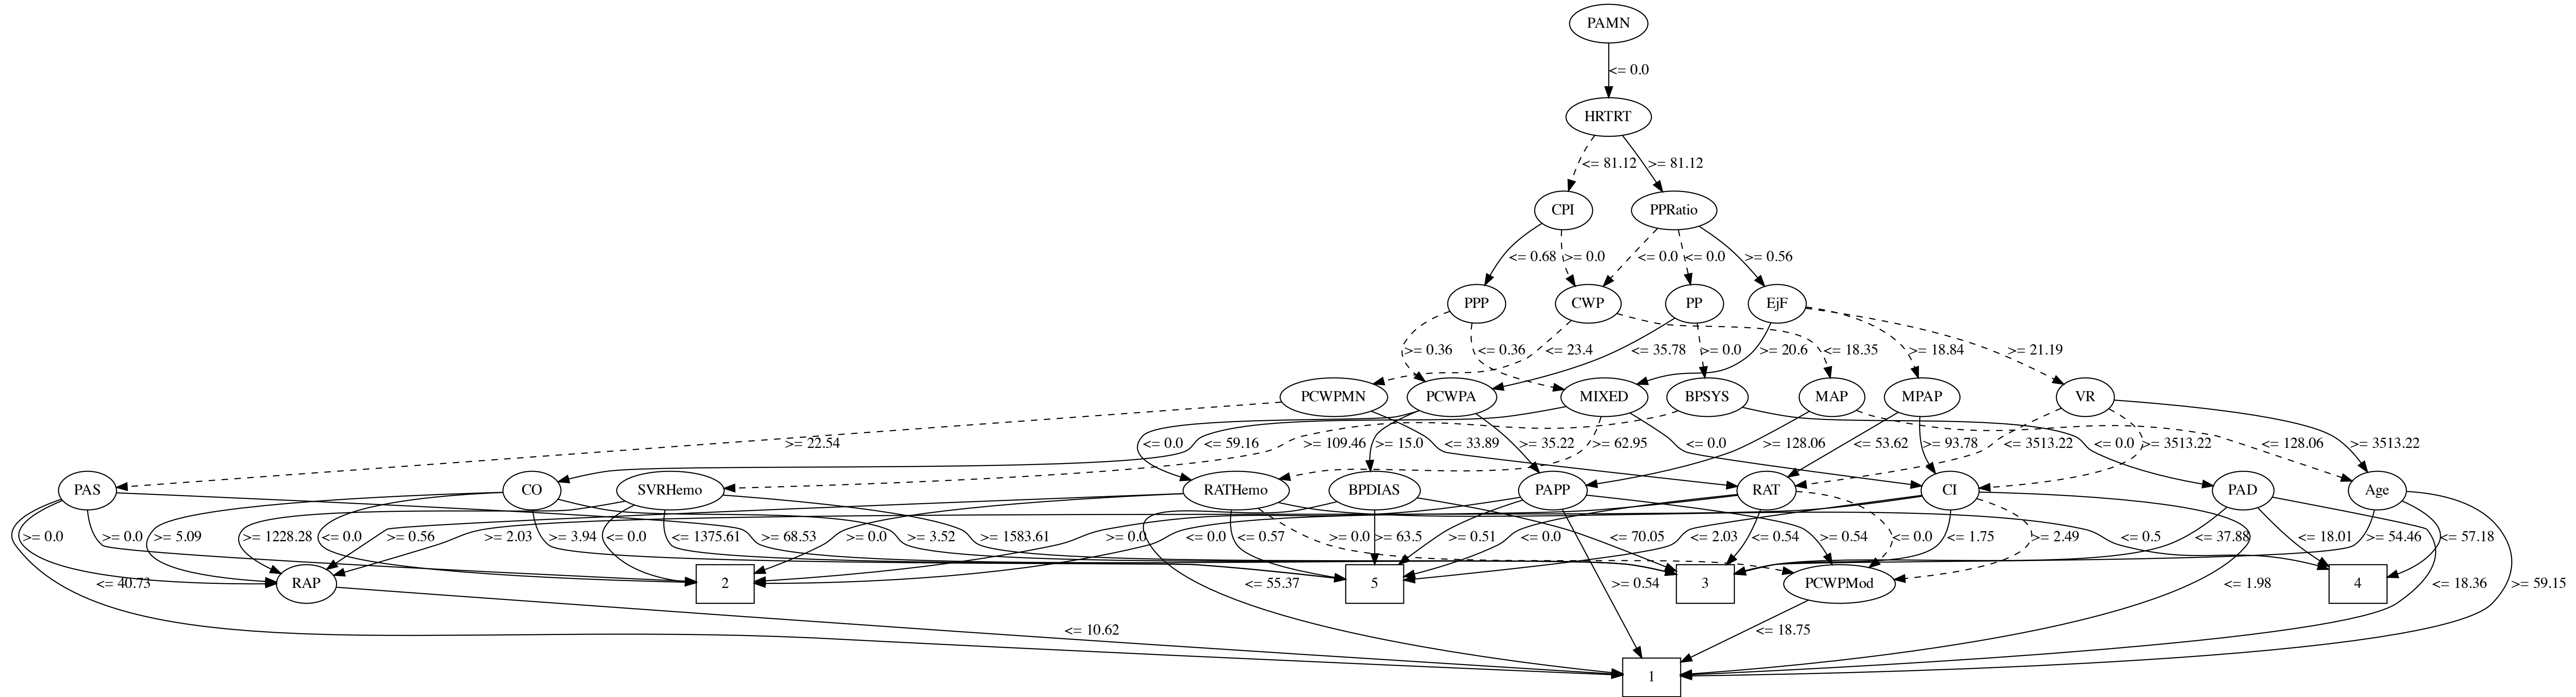 PAMN
<= 0.0
HRTRT
<= 81.12 >= 81.12
CPI PPRatio
<= 0.68 >= 0.0 <= 0.0 <= 0.0 >= 0.56
PPP CWP PP EjF
>= 0.36 <= 0.36 <= 23.4 <= 35.78 >= 0.0 >= 20.6 <= 18.35 >= 18.84 >= 21.19
PCWPMN PCWPA MIXED BPSYS MAP MPAP VR
>= 22.54 <= 0.0 <= 59.16 >= 109.46 >= 15.0 <= 33.89 >= 35.22 >= 62.95 <= 0.0 >= 128.06 <= 53.62 >= 93.78 <= 3513.22 >= 3513.22 <= 0.0 <= 128.06 >= 3513.22
PAS CO SVRHemo RATHemo BPDIAS PAPP RAT CI PAD Age
>= 0.0 >= 0.0 >= 5.09 >= 1228.28 <= 0.0 >= 0.56 >= 2.03 >= 3.94 <= 0.0 <= 1375.61 >= 68.53 >= 0.0 >= 3.52 >= 1583.61 >= 0.0 <= 0.0 <= 0.57 >= 0.0 >= 63.5 >= 0.51 <= 0.0 <= 70.05 <= 2.03 <= 0.54 >= 0.54 <= 0.0 <= 1.75 >= 2.49 <= 0.5 <= 37.88 <= 18.01 >= 54.46 <= 57.18
RAP 2 5 3 PCWPMod 4
<= 40.73 <= 55.37 >= 0.54 <= 1.98 <= 18.36 >= 59.15
<= 10.62 <= 18.75
1